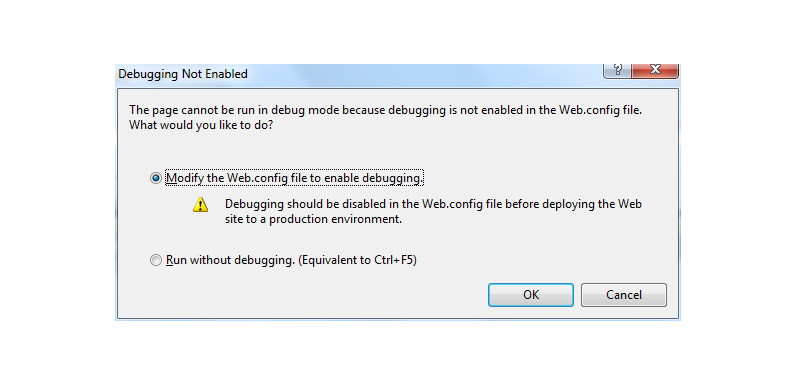 Debugging Not Enabled
?
The page cannot be run in debug mode because debugging is not enabled in the Web.config file.
What would you like to do?
Modify the Web.config file to enable debugging.
Debugging should be disabled in the Web.config file before deploying the Web
site to a production environment.
Run without debugging. (Equivalent to Ctrl+F5)
OK Cancel